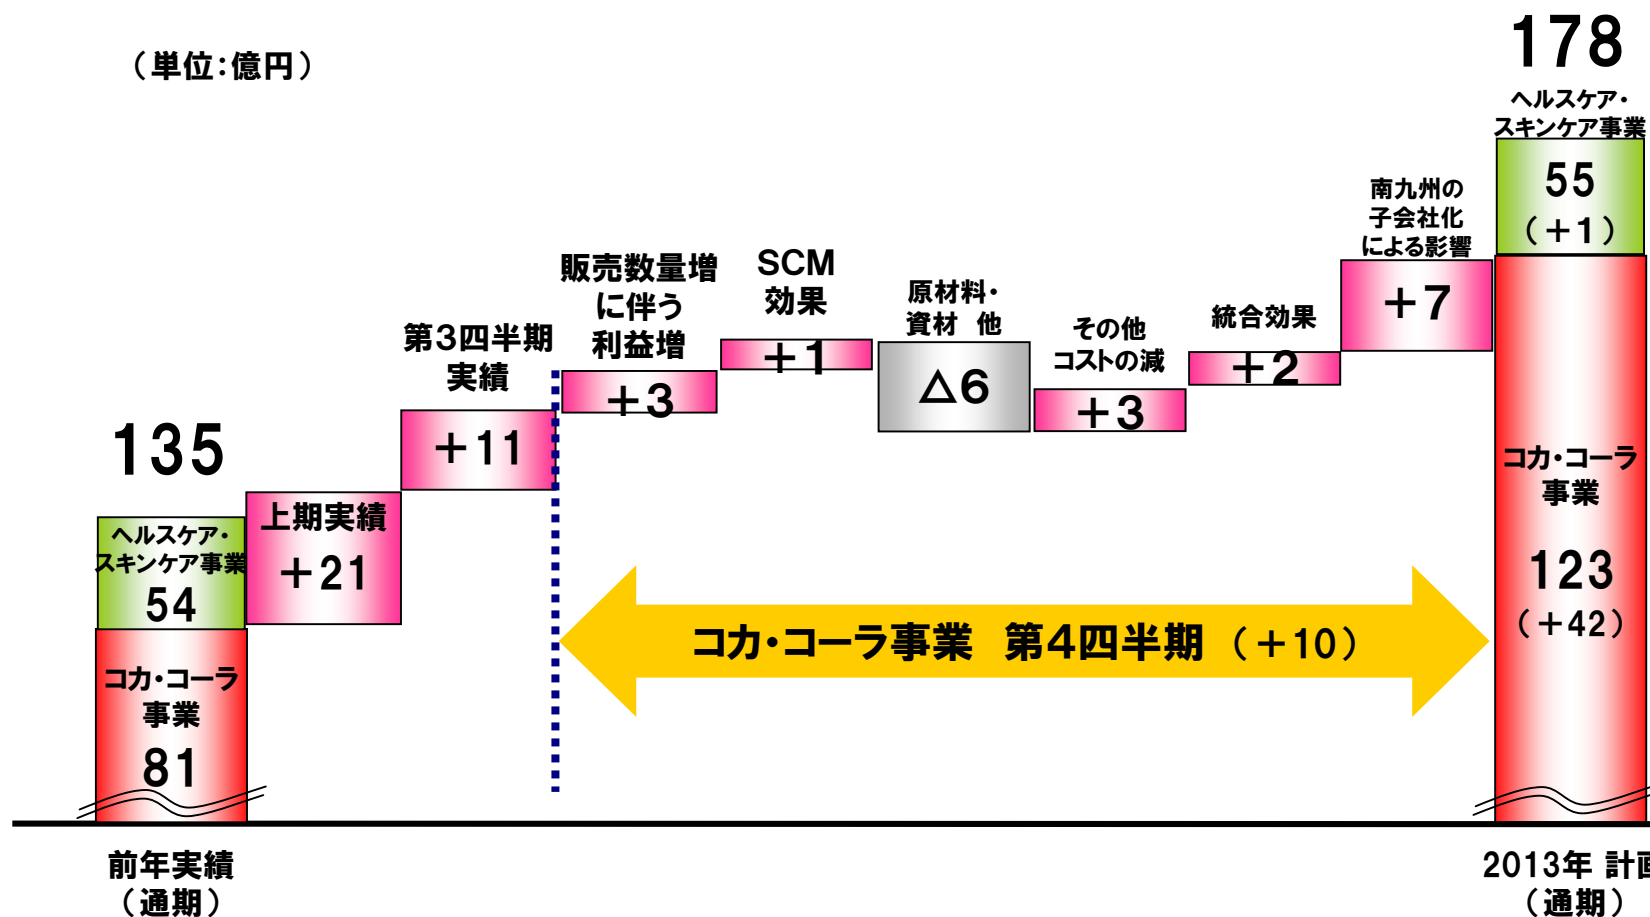 （単位：億円）
135
ヘルスケア・
スキンケア事業
54
コカ・コーラ
事業
81
前年実績
（通期）
上期実績
＋21
第３四半期
実績
＋11
販売数量増
に伴う
利益増
＋3
SCM
効果
＋1
原材料・
資材　他
△6
その他
コストの減
＋3
統合効果
＋2
南九州の
子会社化
による影響
＋7
コカ・コーラ事業　第４四半期（＋10）
178
ヘルスケア・
スキンケア事業
55
（＋1）
コカ・コーラ
事業
123
（＋42）
2013年 計画
（通期）